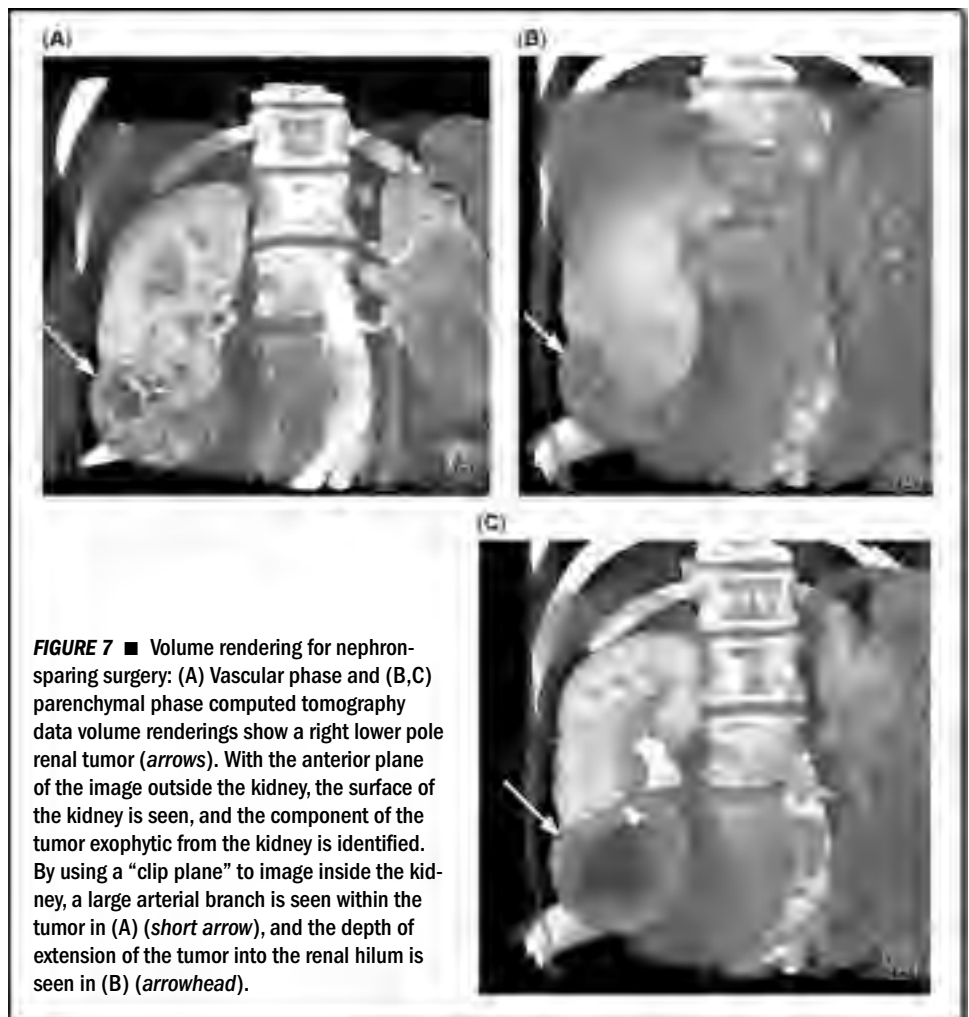 (A)
(B)
(C)
FIGURE 7 ■ Volume rendering for nephron-
sparing surgery: (A) Vascular phase and (B,C)
parenchymal phase computed tomography
data volume renderings show a right lower pole
renal tumor (arrows). With the anterior plane
of the image outside the kidney, the surface of
the kidney is seen, and the component of the
tumor exophytic from the kidney is identified.
By using a “clip plane” to image inside the kid-
ney, a large arterial branch is seen within the
tumor in (A) (short arrow), and the depth of
extension of the tumor into the renal hilum is
seen in (B) (arrowhead).